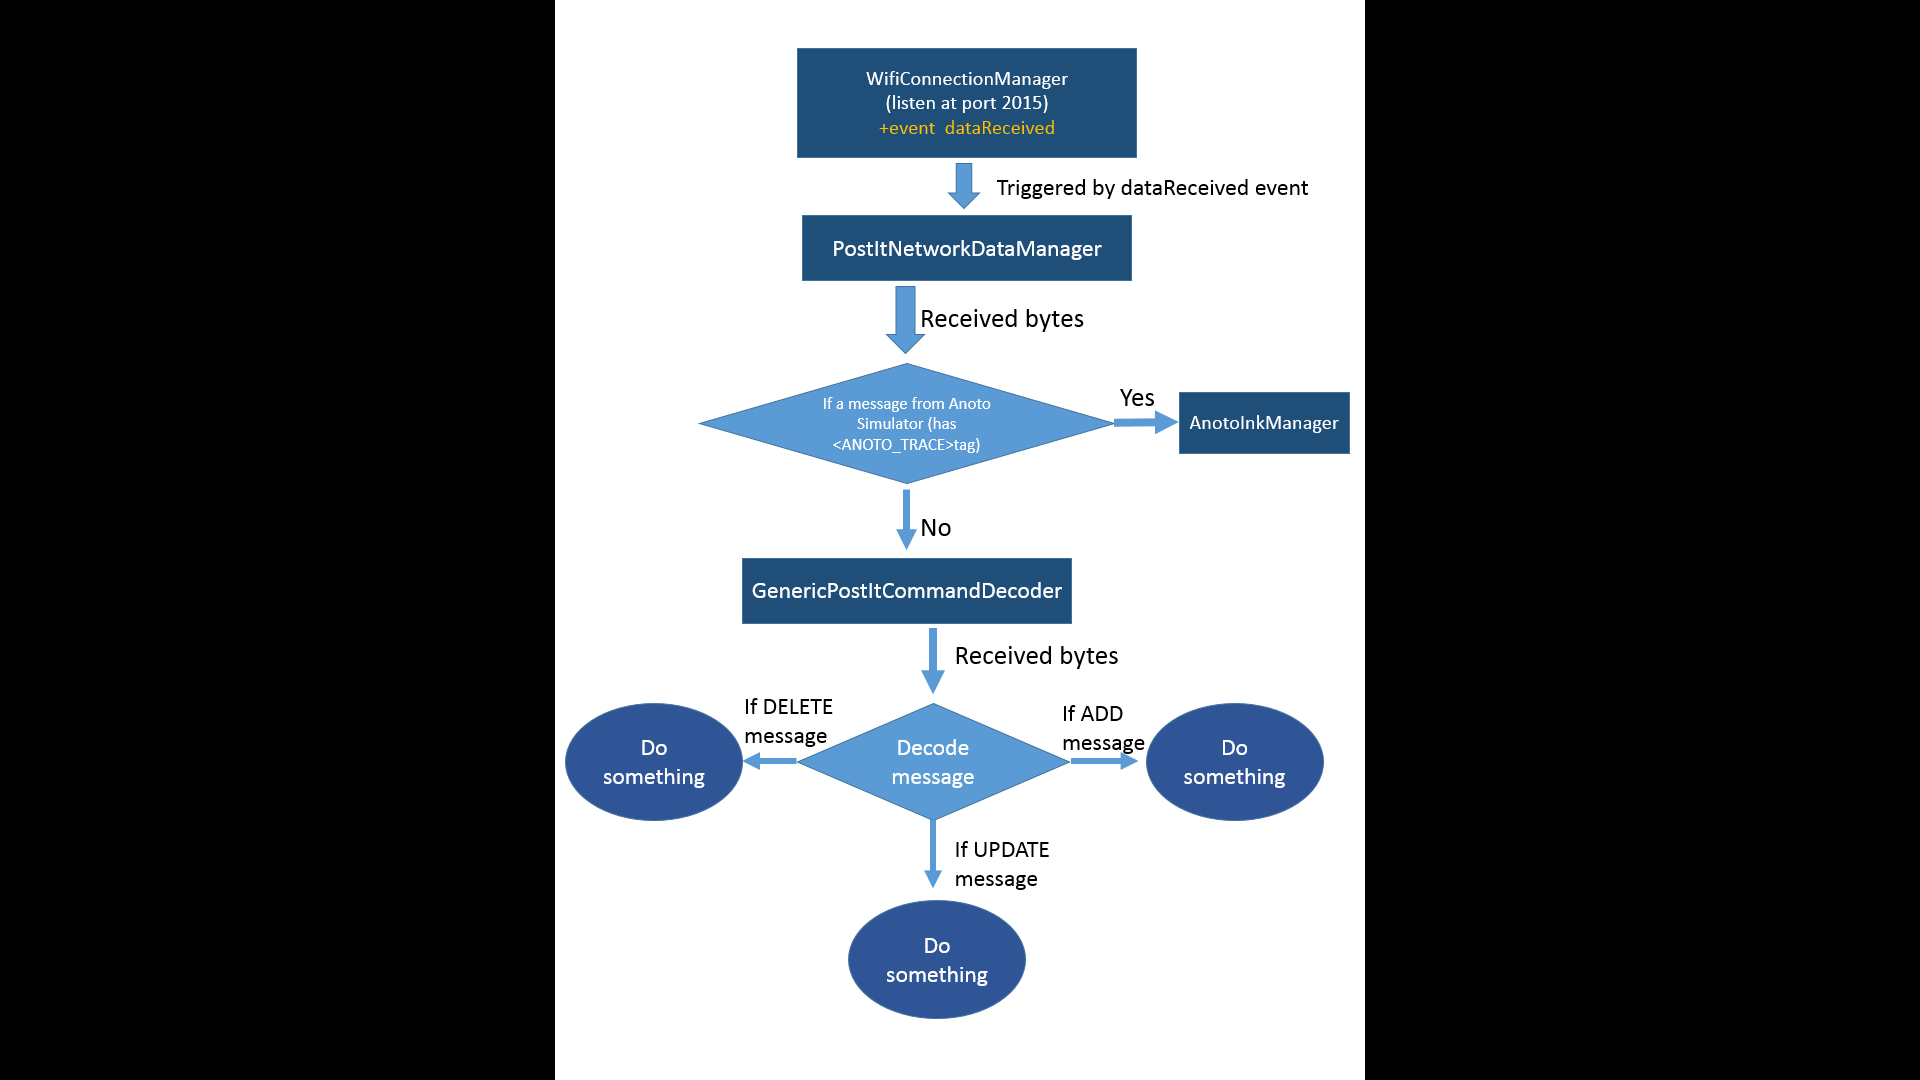 WifiConnectionManager
(listen at port 2015)
+event  dataReceived
Triggered by dataReceived event
PostItNetworkDataManager
Received bytes
If a message from Anoto
Simulator (has
<ANOTO_TRACE>tag)
Yes
AnotoInkManager
No
GenericPostItCommandDecoder
Received bytes
If DELETE
message
If ADD
message
Do
something
Decode
message
Do
something
If UPDATE
message
Do
something